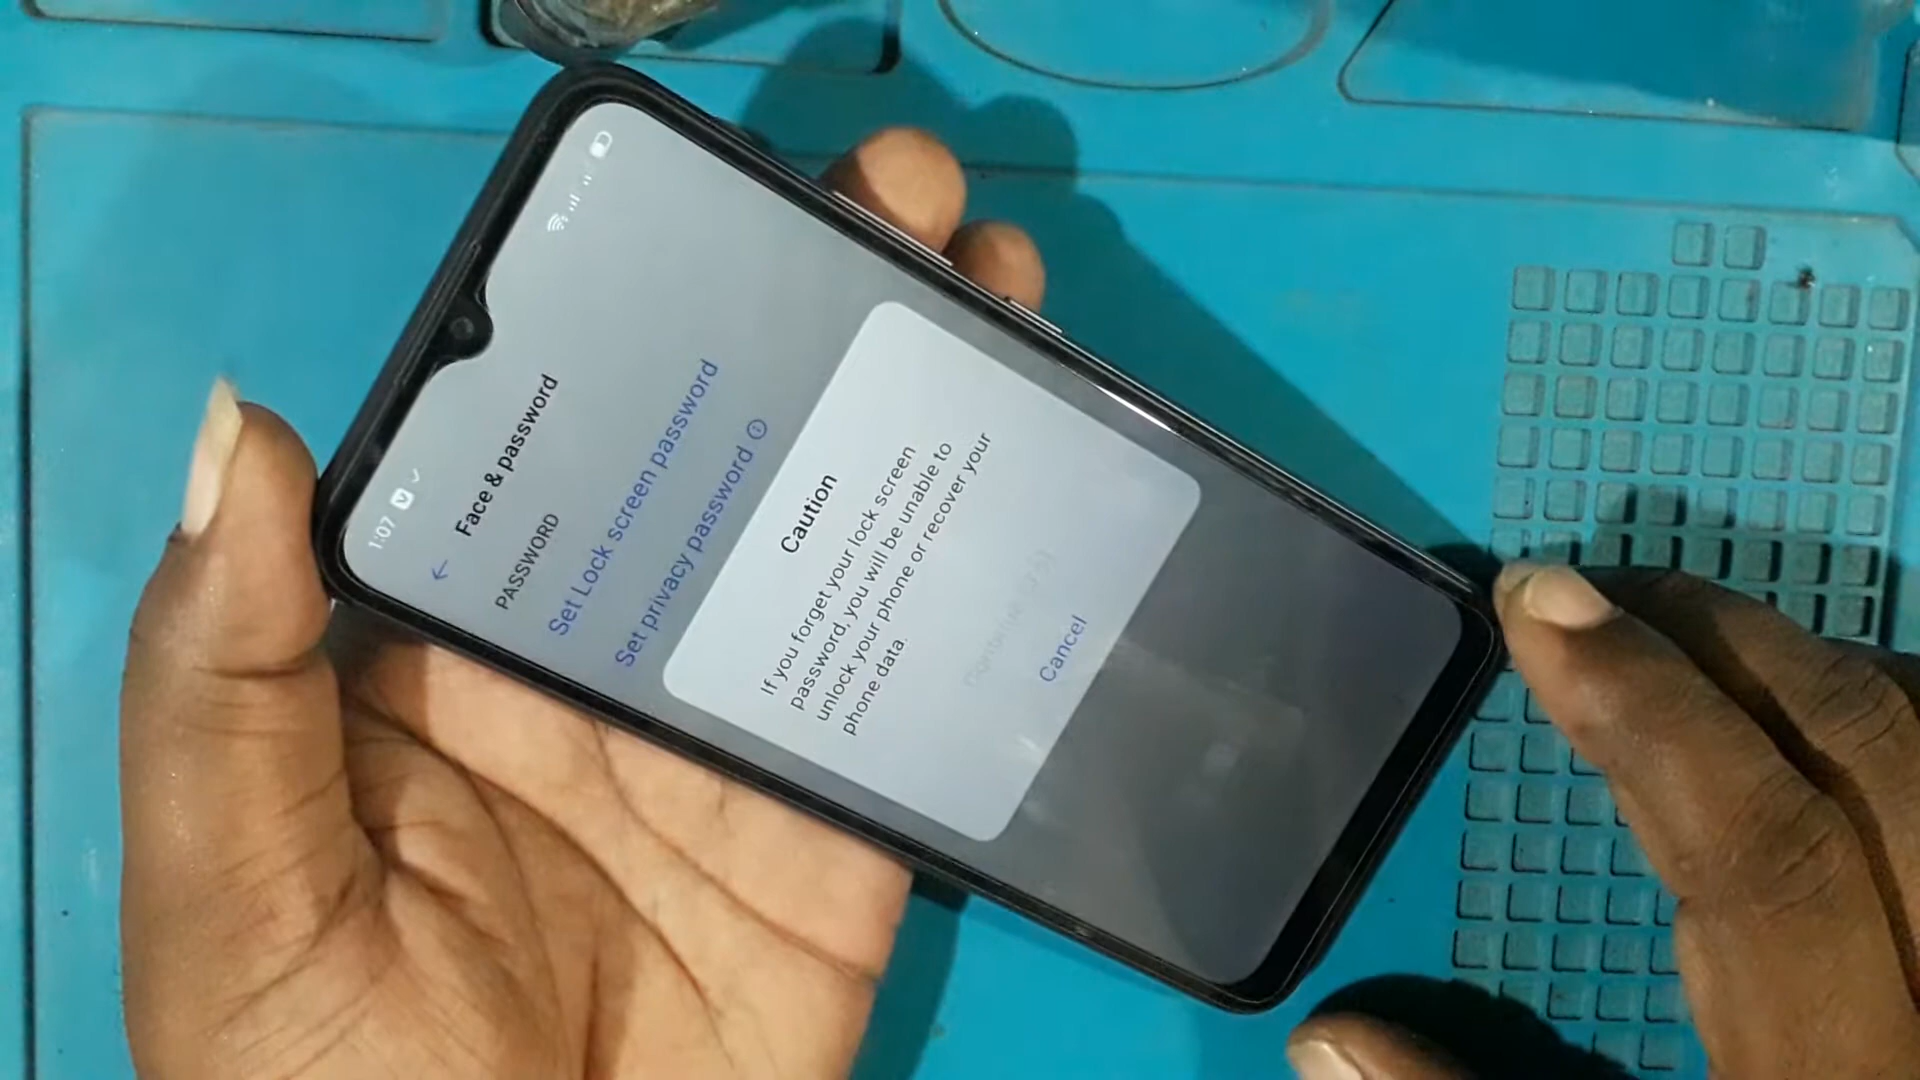 1:07
Face & password
PASSWORD
Set Lock screen password
Set privacy password
Caution
If you forget your lock screen
password, you will be unable to
unlock your phone or recover your
phone data.
Cancel